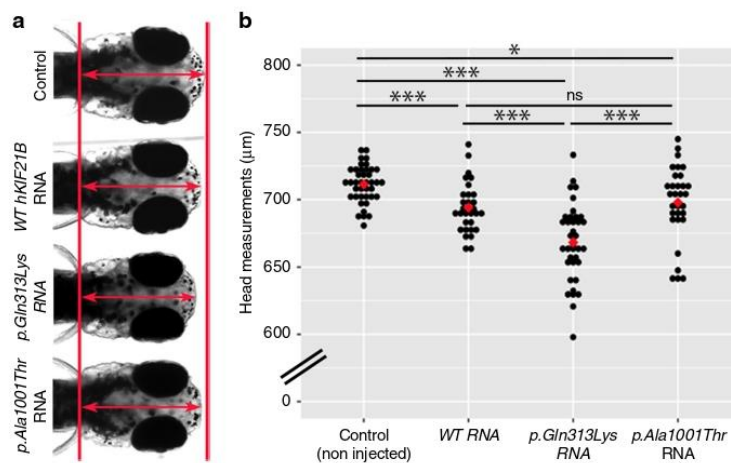 a
Control
WT hKIF21B
RNA
p.Gln313Lys
RNA
p.Ala1001Thr
RNA
b
Head measurements (μm)
800
750
700
650
600
0
*
***
***
ns
***
***
Control
(non injected)
WT RNA
p.Gln313Lys
RNA
p.Ala1001Thr
RNA